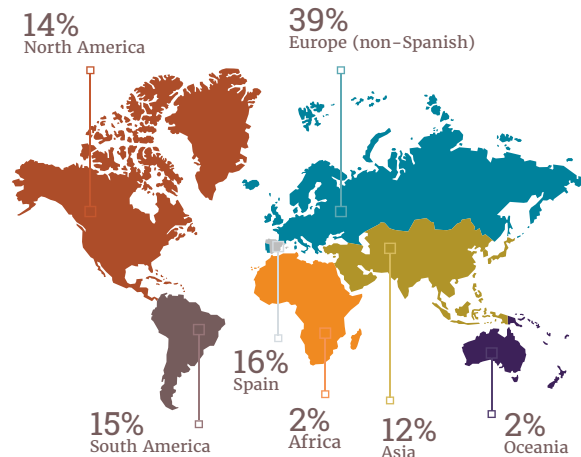 14%
North America
39%
Europe (non-Spanish)
16%
Spain
15%
South America
2%
Africa
12%
Asia
2%
Oceania